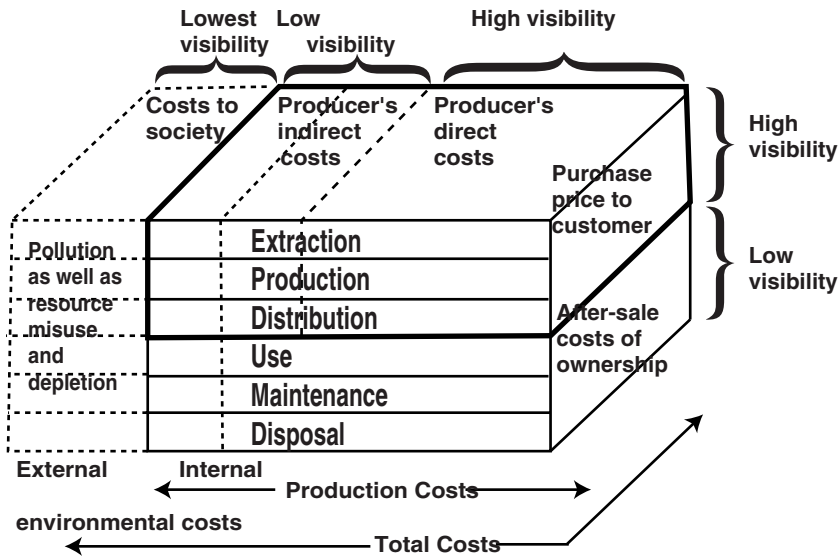 Lowest
visibility
Low
visibility
High visibility
Costs to
society
Producer's
indirect
costs
Producer's
direct
costs
High
visibility
Purchase
price to
customer
Low
visibility
Pollution
as well as
resource
misuse
and
depletion
Extraction
Production
Distribution
Use
Maintenance
Disposal
After-sale
costs of
ownership
External
Internal
Production Costs
environmental costs
Total Costs